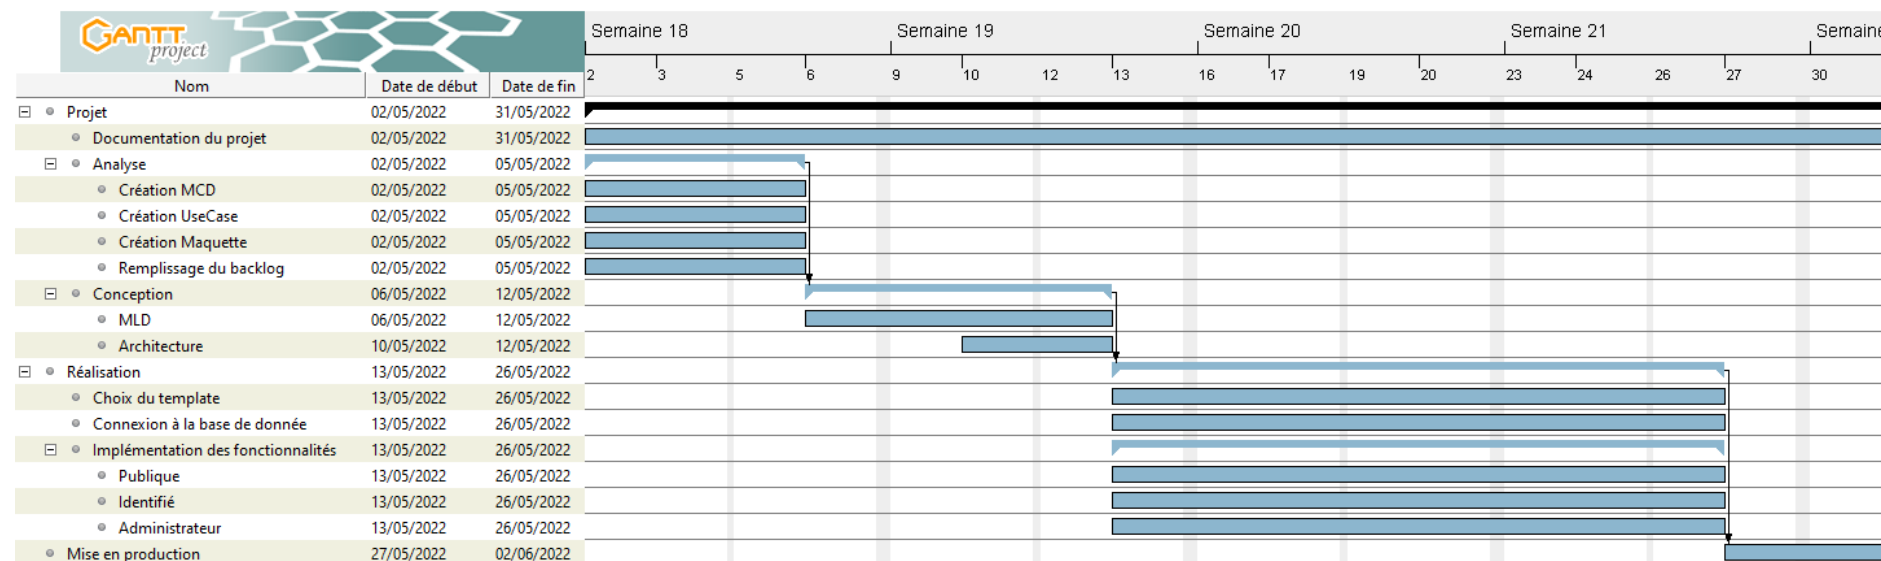 GANTT
project
Semaine 18 Semaine 19 Semaine 20 Semaine 21 Semaine
2 3 5 6 9 10 12 13 16 17 19 20 23 24 26 27 30
Nom Date de début Date de fin
Projet 02/05/2022 31/05/2022
Documentation du projet 02/05/2022 31/05/2022
Analyse 02/05/2022 05/05/2022
Création MCD 02/05/2022 05/05/2022
Création UseCase 02/05/2022 05/05/2022
Création Maquette 02/05/2022 05/05/2022
Remplissage du backlog 02/05/2022 05/05/2022
Conception 06/05/2022 12/05/2022
MLD 06/05/2022 12/05/2022
Architecture 10/05/2022 12/05/2022
Réalisation 13/05/2022 26/05/2022
Choix du template 13/05/2022 26/05/2022
Connexion à la base de donnée 13/05/2022 26/05/2022
Implémentation des fonctionnalités 13/05/2022 26/05/2022
Publique 13/05/2022 26/05/2022
Identifié 13/05/2022 26/05/2022
Administrateur 13/05/2022 26/05/2022
Mise en production 27/05/2022 02/06/2022